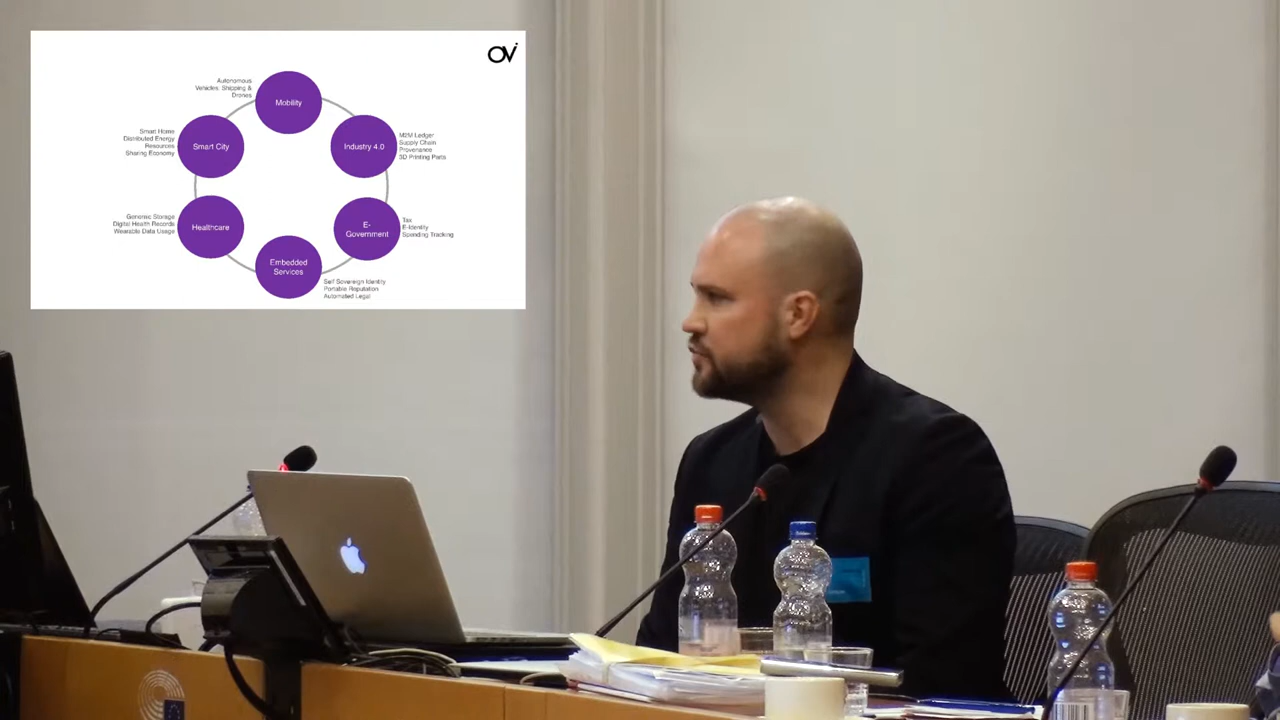 OV
Autonomous
Vehicles, Shipping &
Drones
Mobility
Smart Home
Distributed Energy
Resources
Sharing Economy
Smart City
Industry 4.0
M2M Ledger
Supply Chain
Provenance
3D Printing Parts
Genomic Storage
Digital Health Records
Wearable Data Usage
Healthcare
E-
Government
Tax
E-Identity
Spending Tracking
Embedded
Services
Self Sovereign Identity
Portable Reputation
Automated Legal